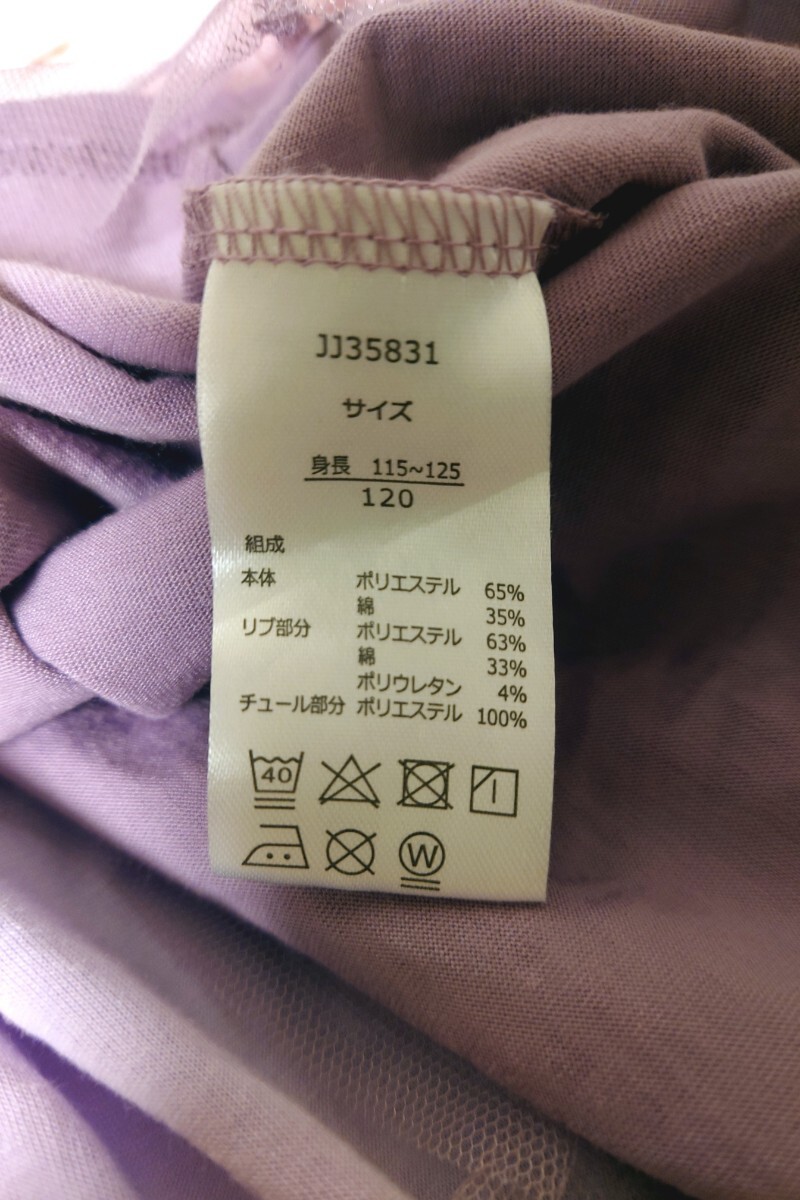 JJ35831
サイズ
身長 115~125
120
組成
本体 ポリエステル 65%
綿 35%
リブ部分 ポリエステル 63%
綿 33%
ポリウレタン 4%
チュール部分 ポリエステル 100%
40
W